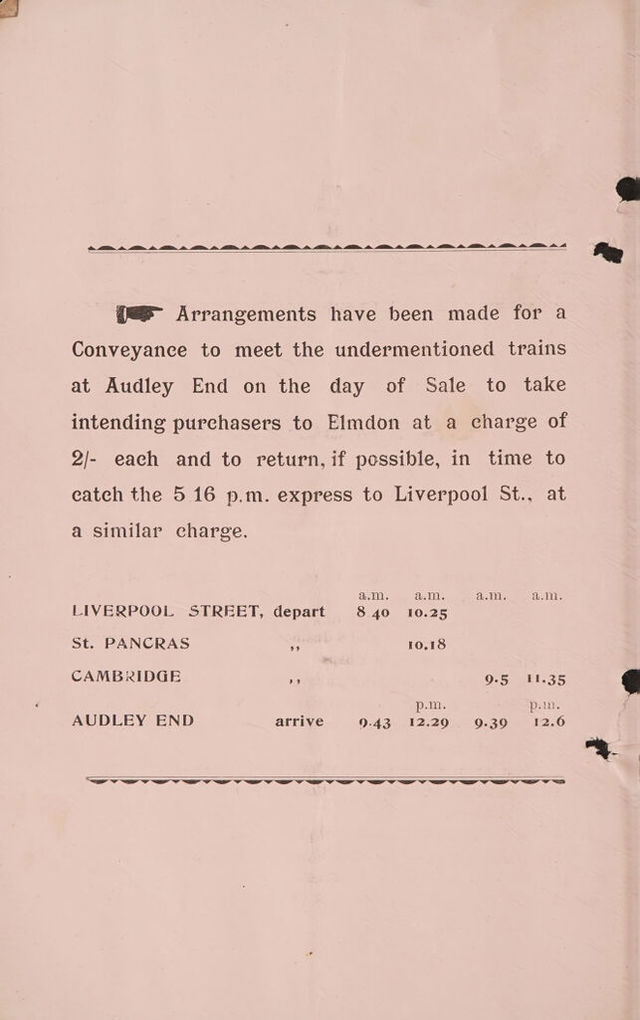 ☛ Arrangements have been made for a
Conveyance to meet the undermentioned trains
at Audley End on the day of Sale to take
intending purchasers to Elmdon at a charge of
2/- each and to return, if possible, in time to
catch the 5 16 p.m. express to Liverpool St., at
a similar charge.
a.m. a.m. a.m. a.m.
LIVERPOOL STREET, depart 8 40 10.25
St. PANCRAS ,, 10.18
CAMBRIDGE ,, 9.5 11.35
p.m. p.m.
AUDLEY END arrive 9.43 12.29 9.39 12.6